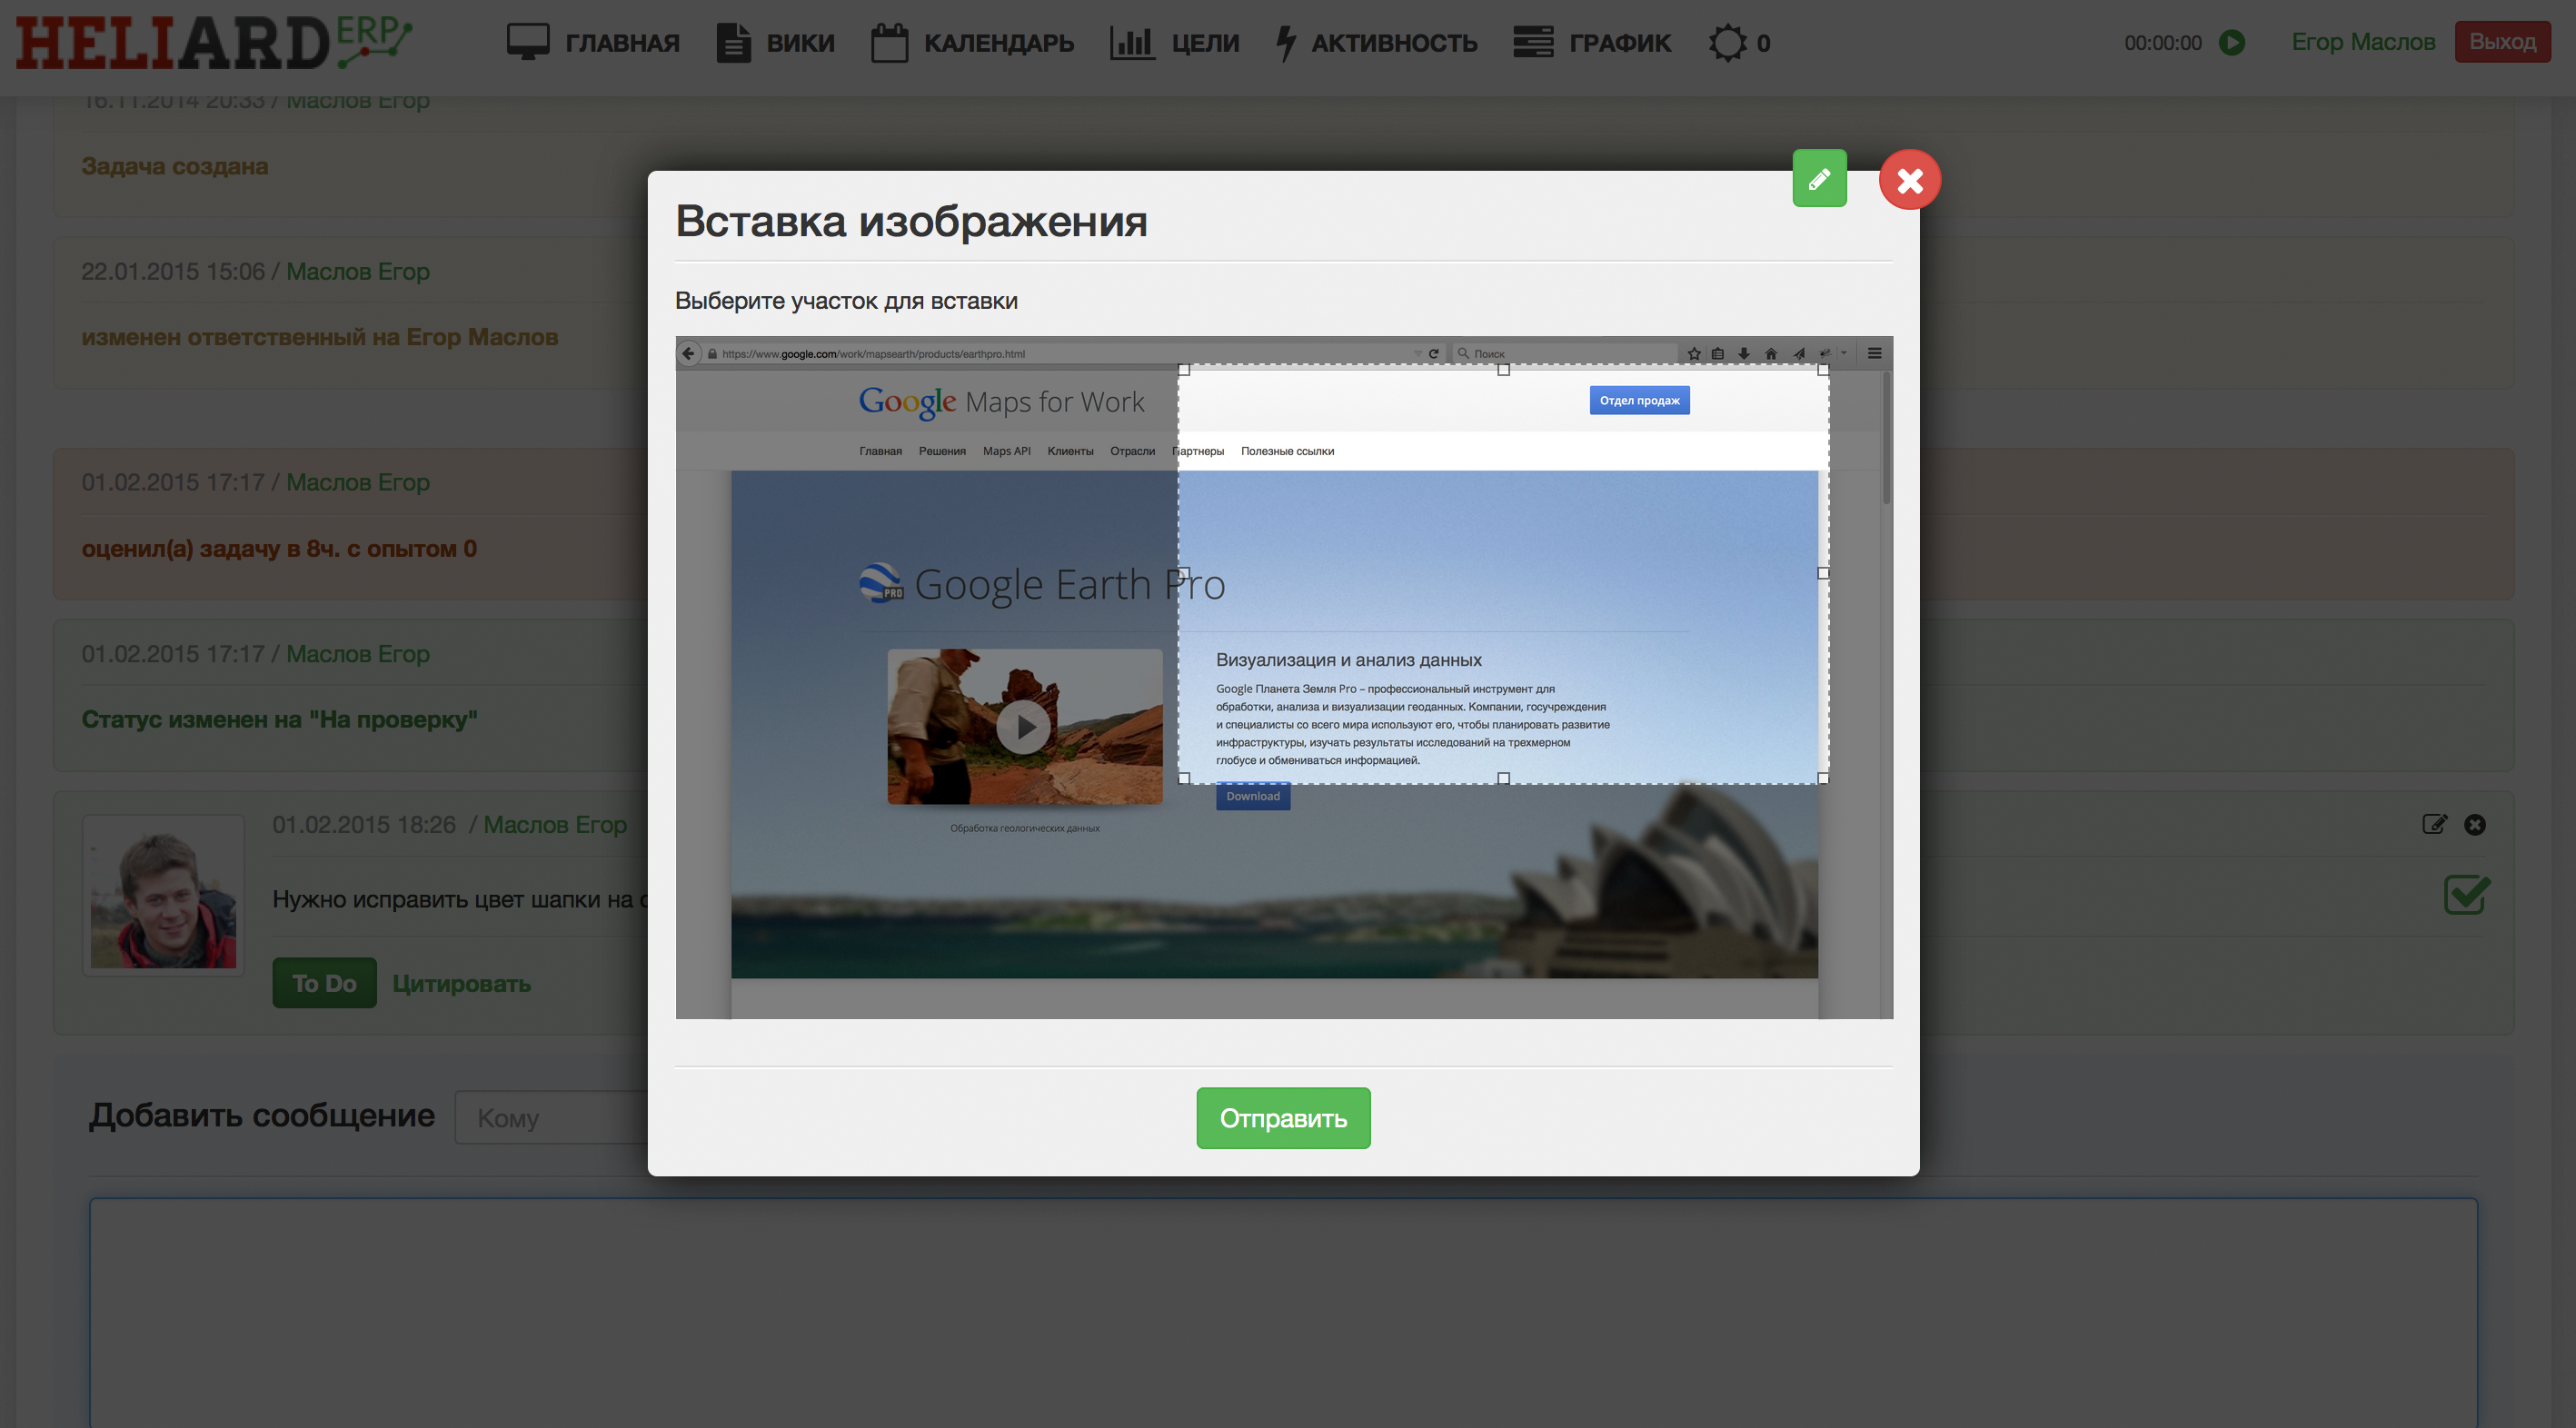 HELIARD ERP
ГЛАВНАЯ
ВИКИ
КАЛЕНДАРЬ
ЦЕЛИ
АКТИВНОСТЬ
ГРАФИК
0
00:00:00
Егор Маслов
Выход
16.11.2014 20:33 / Маслов Егор
Задача создана
22.01.2015 15:06 / Маслов Егор
изменен ответственный на Егор Маслов
01.02.2015 17:17 / Маслов Егор
оценил(а) задачу в 8ч. с опытом 0
01.02.2015 17:17 / Маслов Егор
Статус изменен на "На проверку"
01.02.2015 18:26 / Маслов Егор
Нужно исправить цвет шапки на
To Do
Цитировать
Добавить сообщение
Кому
Вставка изображения
Выберите участок для вставки
https://www.google.com/work/mapsearth/products/earthpro.html
Поиск
Google Maps for Work
Отдел продаж
Главная
Решения
Maps API
Клиенты
Отрасли
Партнеры
Полезные ссылки
PRO
Google Earth Pro
Визуализация и анализ данных
Google Планета Земля Pro – профессиональный инструмент для
обработки, анализа и визуализации геоданных. Компании, госучреждения
и специалисты со всего мира используют его, чтобы планировать развитие
инфраструктуры, изучать результаты исследований на трехмерном
глобусе и обмениваться информацией.
Download
Обработка геологических данных
Отправить